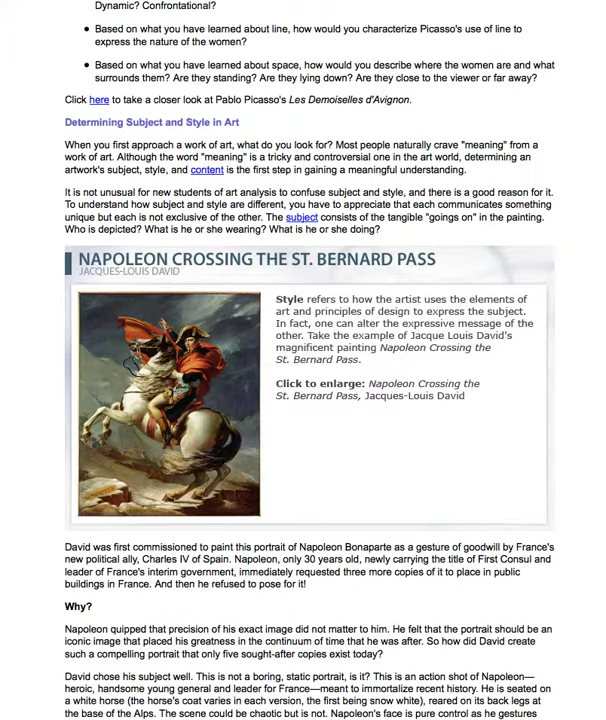 Dynamic? Confrontational?
Based on what you have learned about line, how would you characterize Picasso's use of line to
express the nature of the women?
Based on what you have learned about space, how would you describe where the women are and what
surrounds them? Are they standing? Are they lying down? Are they close to the viewer or far away?
Click here to take a closer look at Pablo Picasso's Les Demoiselles d'Avignon.
Determining Subject and Style in Art
When you first approach a work of art, what do you look for? Most people naturally crave "meaning" from a
work of art. Although the word "meaning" is a tricky and controversial one in the art world, determining an
artwork's subject, style, and content is the first step in gaining a meaningful understanding.
It is not unusual for new students of art analysis to confuse subject and style, and there is a good reason for it.
To understand how subject and style are different, you have to appreciate that each communicates something
unique but each is not exclusive of the other. The subject consists of the tangible "goings on" in the painting.
Who is depicted? What is he or she wearing? What is he or she doing?
NAPOLEON CROSSING THE ST. BERNARD PASS
JACQUES-LOUIS DAVID
Style refers to how the artist uses the elements of
art and principles of design to express the subject.
In fact, one can alter the expressive message of the
other. Take the example of Jacque Louis David's
magnificent painting Napoleon Crossing the
St. Bernard Pass.
Click to enlarge: Napoleon Crossing the
St. Bernard Pass, Jacques-Louis David
David was first commissioned to paint this portrait of Napoleon Bonaparte as a gesture of goodwill by France's
new political ally, Charles IV of Spain. Napoleon, only 30 years old, newly carrying the title of First Consul and
leader of France's interim government, immediately requested three more copies of it to place in public
buildings in France. And then he refused to pose for it!
Why?
Napoleon quipped that precision of his exact image did not matter to him. He felt that the portrait should be an
iconic image that placed his greatness in the continuum of time that he was after. So how did David create
such a compelling portrait that only five sought-after copies exist today?
David chose his subject well. This is not a boring, static portrait, is it? This is an action shot of Napoleon—
heroic, handsome young general and leader for France—meant to immortalize recent history. He is seated on
a white horse (the horse's coat varies in each version, the first being snow white), reared on its back legs at
the base of the Alps. The scene could be chaotic but is not. Napoleon's face is pure control as he gestures